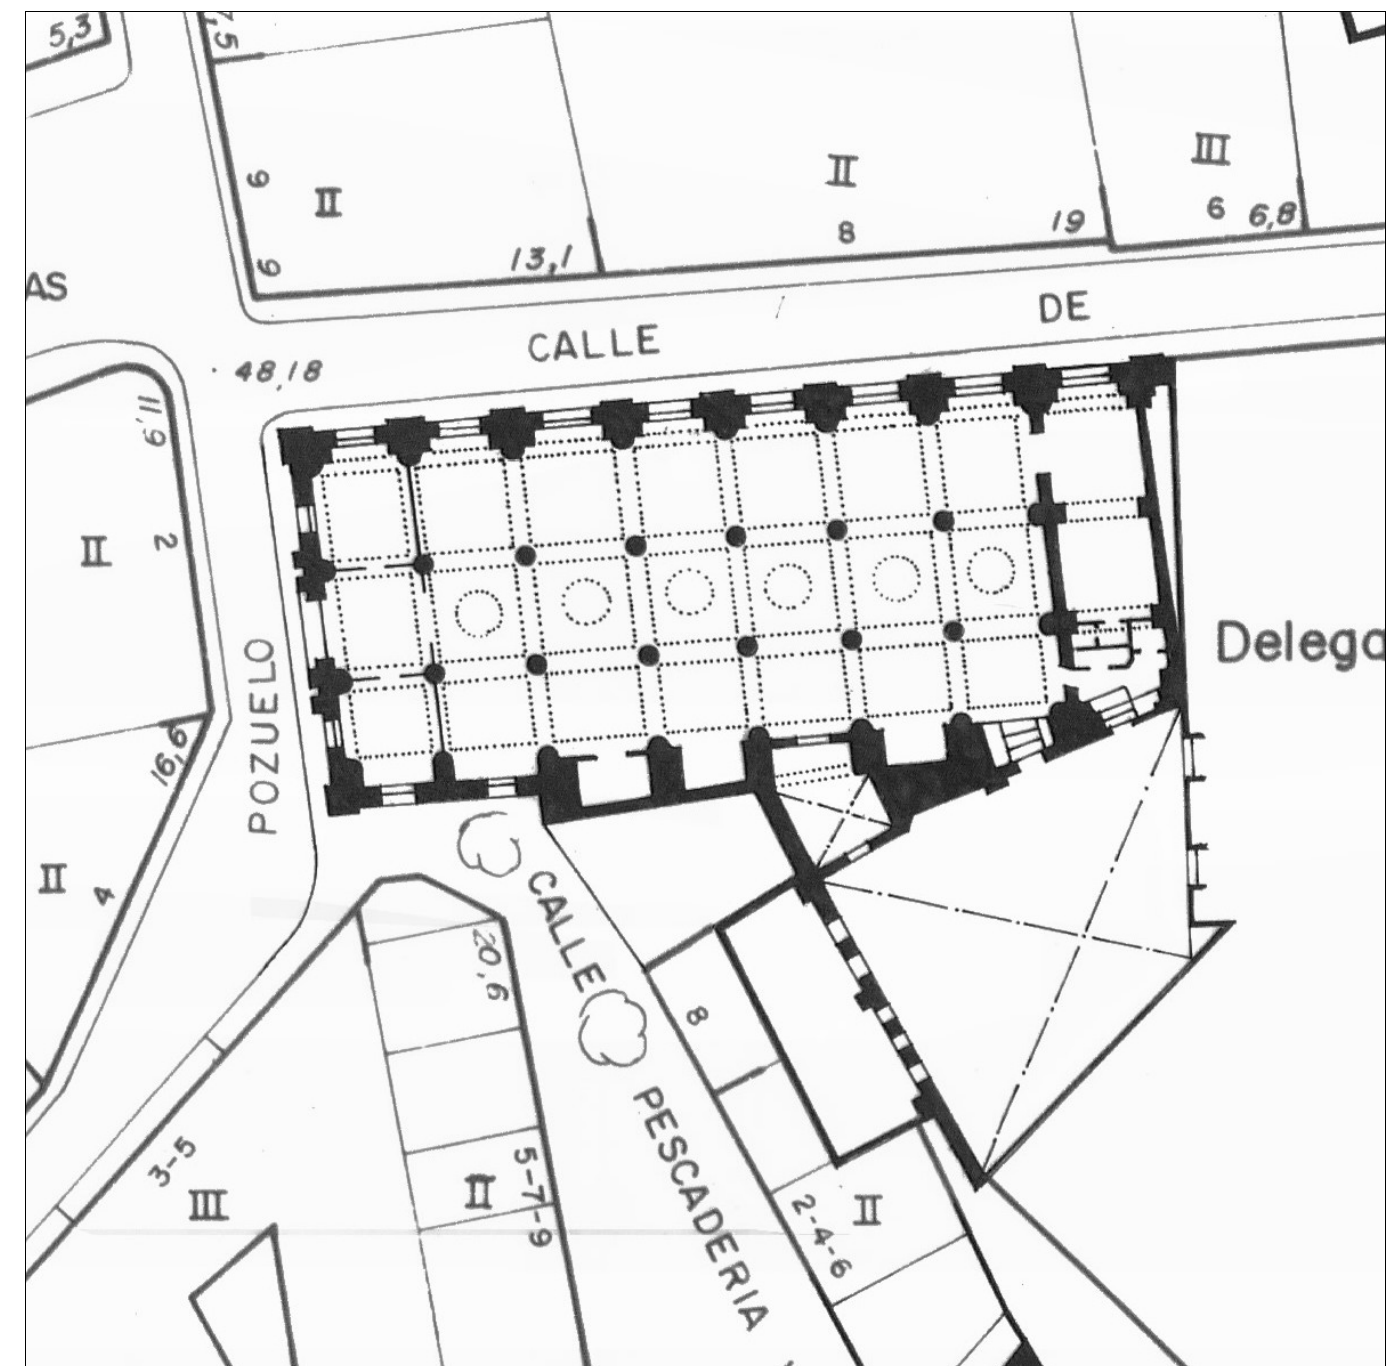 5,3
7,5
II
III
9
II
6
8
6,8
19
13,1
9
AS
DE
CALLE
48,18
11,9
2
II
Delega
POZUELO
16,6
II
4
CALLE
20,6
8
PESCADERIA
3-5
III
II
5-7-9
2-4-6
II